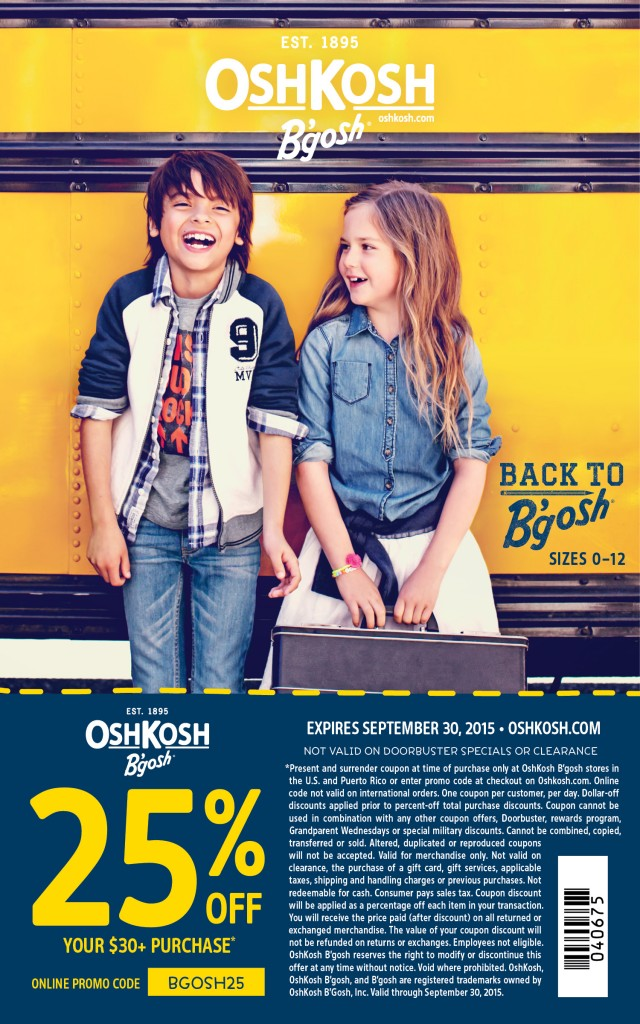 EST. 1895
OSHKOSH
oshkosh.com
B'gosh®
9
MV
BACK TO
B'gosh®
SIZES 0–12
EST. 1895
OSHKOSH
B'gosh®
25%
OFF
YOUR $30+ PURCHASE*
ONLINE PROMO CODE BGOSH25
EXPIRES SEPTEMBER 30, 2015 • OSHKOSH.COM
NOT VALID ON DOORBUSTER SPECIALS OR CLEARANCE
*Present and surrender coupon at time of purchase only at OshKosh B'gosh stores in
the U.S. and Puerto Rico or enter promo code at checkout on Oshkosh.com. Online
code not valid on international orders. One coupon per customer, per day. Dollar-off
discounts applied prior to percent-off total purchase discounts. Coupon cannot be
used in combination with any other coupon offers, Doorbuster, rewards program,
Grandparent Wednesdays or special military discounts. Cannot be combined, copied,
transferred or sold. Altered, duplicated or reproduced coupons
will not be accepted. Valid for merchandise only. Not valid on
clearance, the purchase of a gift card, gift services, applicable
taxes, shipping and handling charges or previous purchases. Not
redeemable for cash. Consumer pays sales tax. Coupon discount
will be applied as a percentage off each item in your transaction.
You will receive the price paid (after discount) on all returned or
exchanged merchandise. The value of your coupon discount will
not be refunded on returns or exchanges. Employees not eligible.
OshKosh B'gosh reserves the right to modify or discontinue this
offer at any time without notice. Void where prohibited. OshKosh,
OshKosh B'gosh, and B'gosh are registered trademarks owned by
OshKosh B'Gosh, Inc. Valid through September 30, 2015.
040675